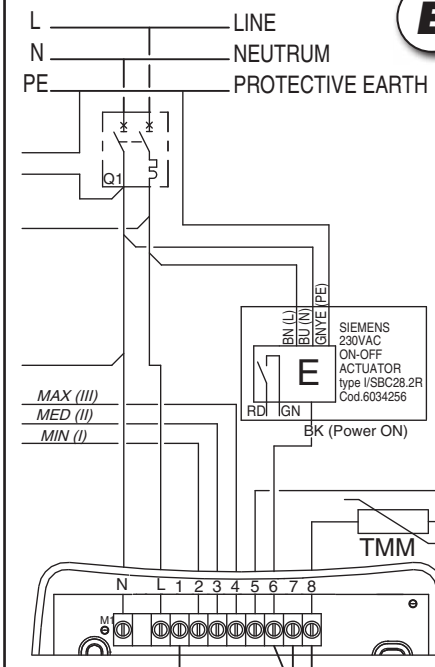 L LINE
E
N NEUTRUM
PE PROTECTIVE EARTH
Q1
BN (L)
BU (N)
GNYE (PE)
SIEMENS
230VAC
ON-OFF
ACTUATOR
type I/SBC28.2R
Cod.6034256
E
RD GN
BK (Power ON)
MAX (III)
MED (II)
MIN (I)
TMM
N L 1 2 3 4 5 6 7 8
M1